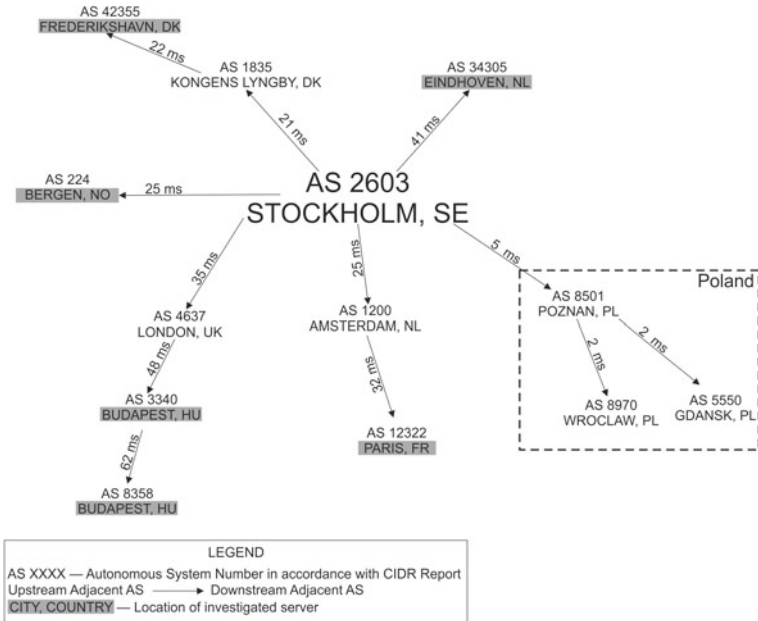 AS 42355
FREDERIKSHAVN, DK
22 ms
AS 1835
KONGENS LYNGBY, DK
AS 34305
EINDHOVEN, NL
21 ms
41 ms
AS 2603
STOCKHOLM, SE
AS 224
BERGEN, NO
25 ms
35 ms
25 ms
5 ms
Poland
AS 4637
LONDON, UK
AS 1200
AMSTERDAM, NL
AS 8501
POZNAN, PL
48 ms
32 ms
2 ms
2 ms
AS 3340
BUDAPEST, HU
AS 8970
WROCLAW, PL
AS 5550
GDANSK, PL
AS 12322
PARIS, FR
62 ms
AS 8358
BUDAPEST, HU
LEGEND
AS XXXX — Autonomous System Number in accordance with CIDR Report
Upstream Adjacent AS Downstream Adjacent AS
CITY, COUNTRY — Location of investigated server